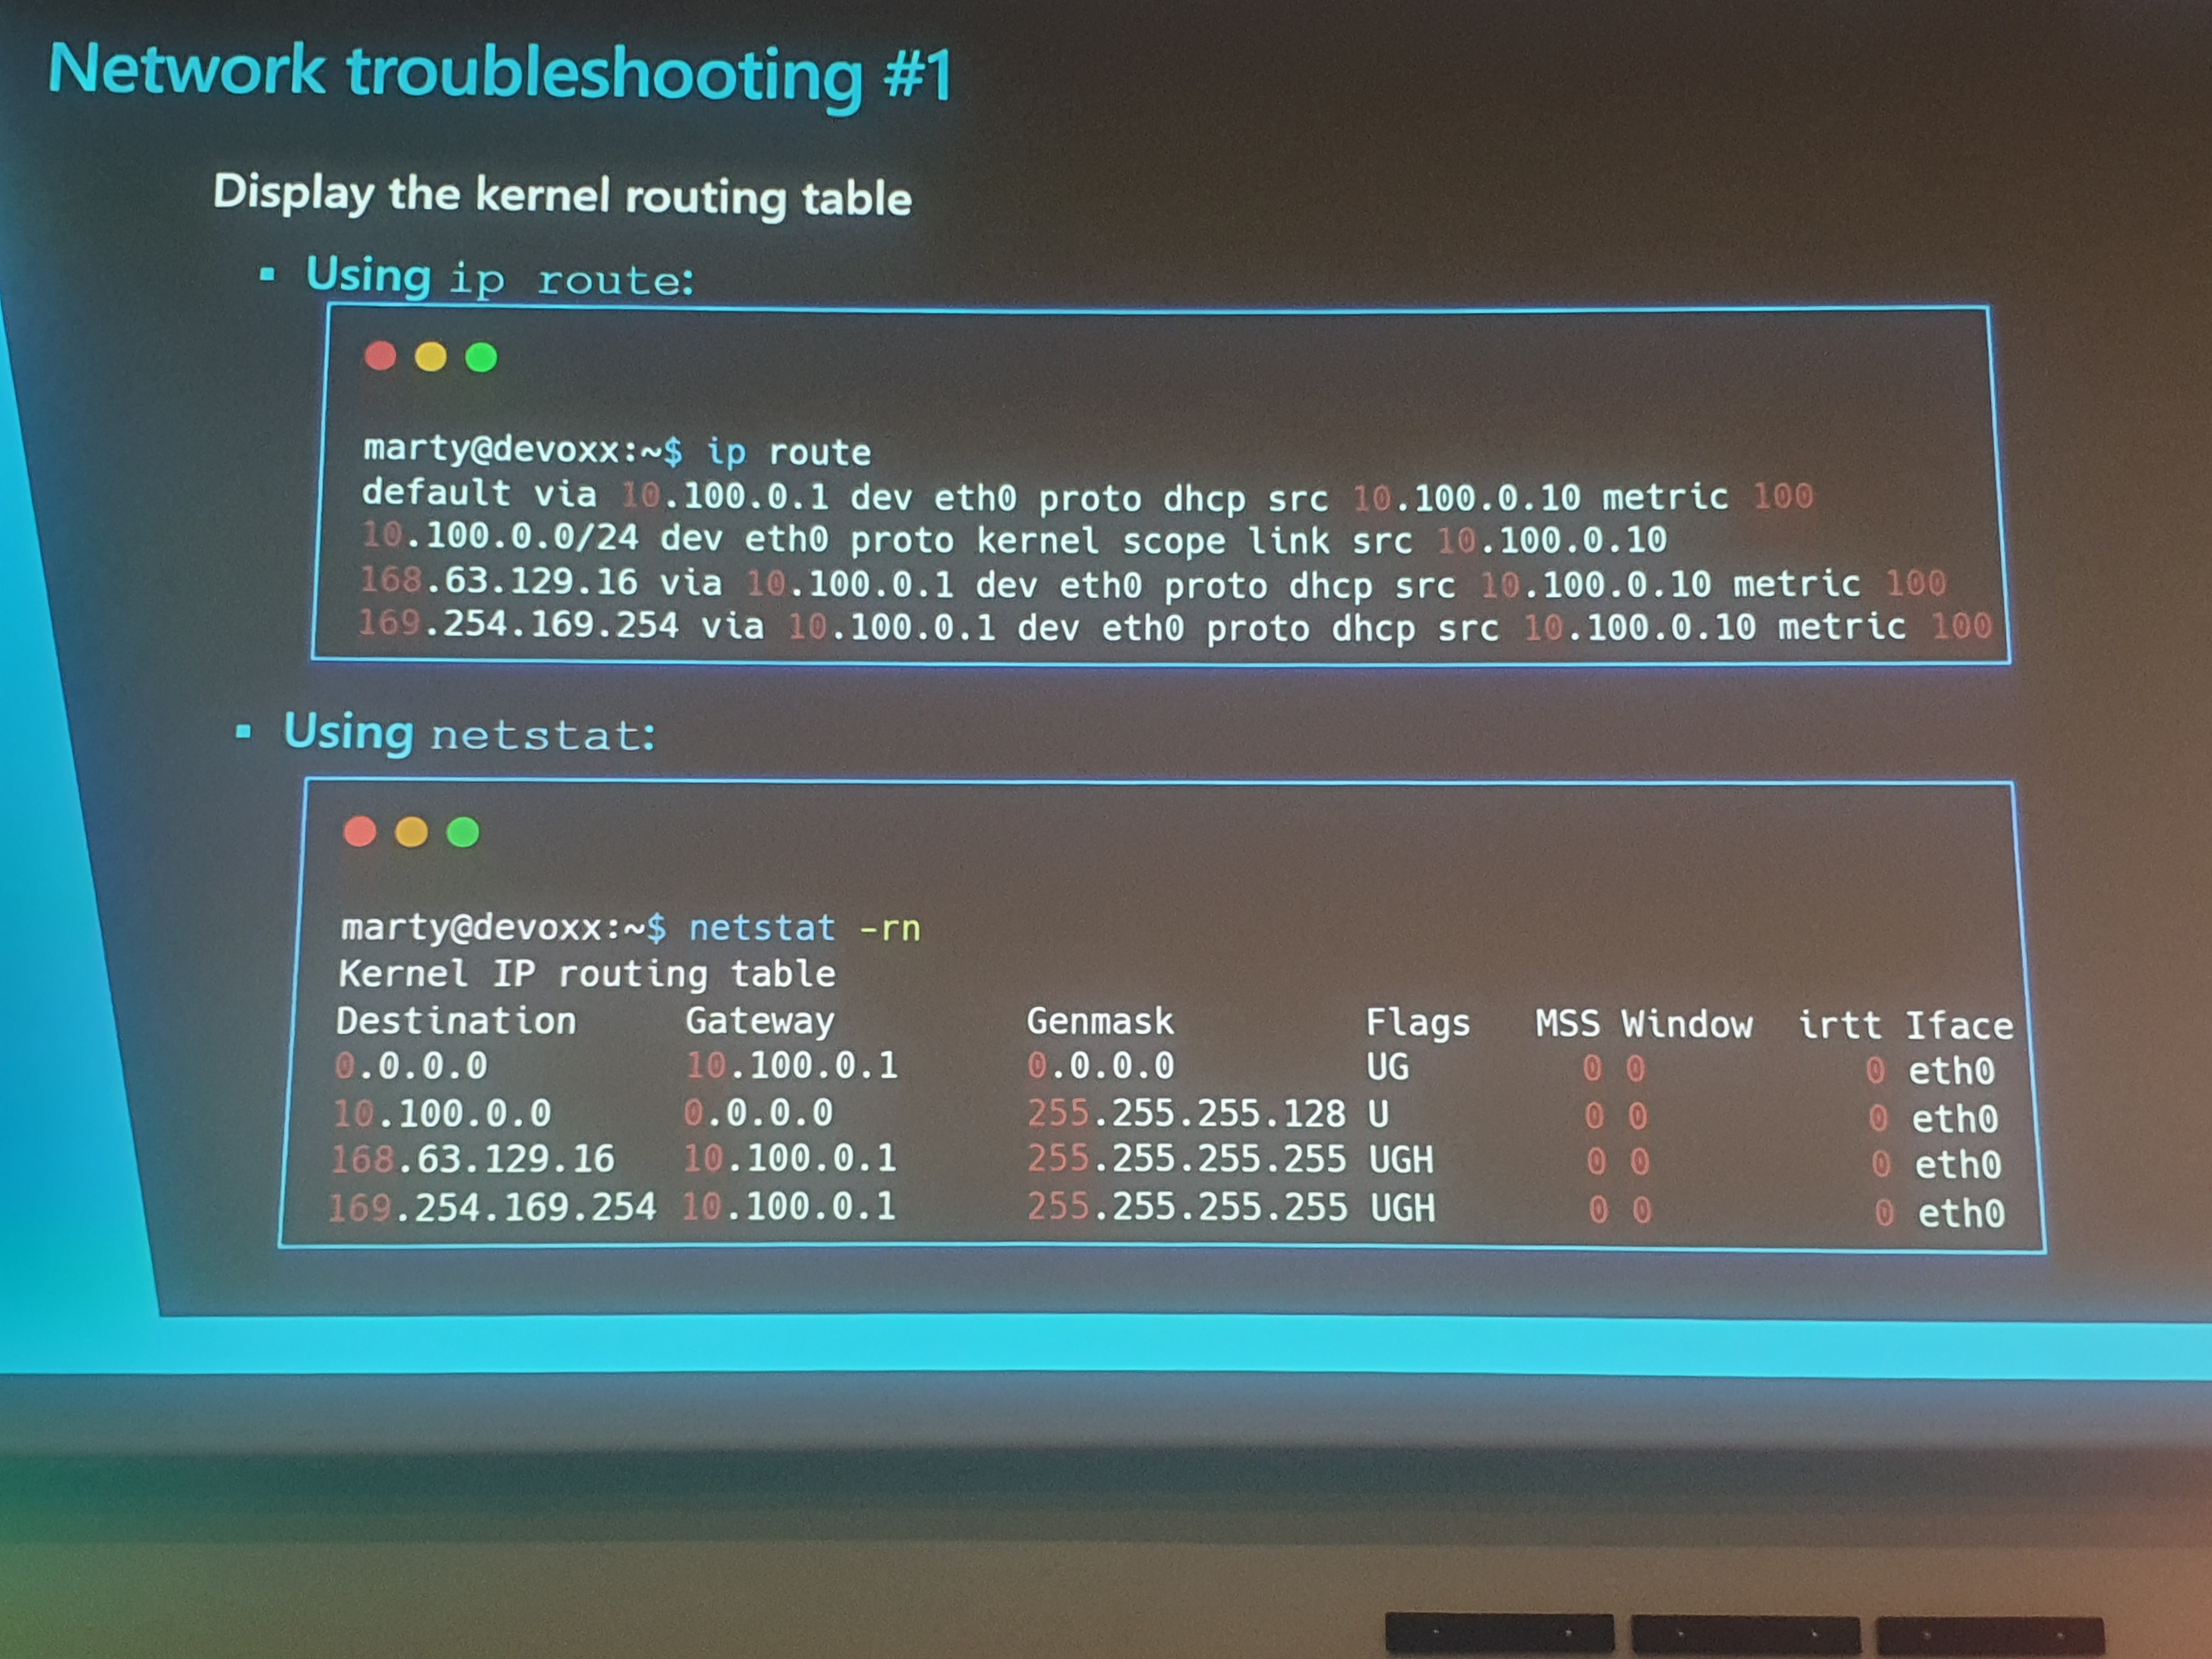 Network troubleshooting #1
Display the kernel routing table
▪ Using ip route:
marty@devoxx:~$ ip route
default via 10.100.0.1 dev eth0 proto dhcp src 10.100.0.10 metric 100
10.100.0.0/24 dev eth0 proto kernel scope link src 10.100.0.10
168.63.129.16 via 10.100.0.1 dev eth0 proto dhcp src 10.100.0.10 metric 100
169.254.169.254 via 10.100.0.1 dev eth0 proto dhcp src 10.100.0.10 metric 100
▪ Using netstat:
marty@devoxx:~$ netstat -rn
Kernel IP routing table
Destination Gateway Genmask Flags MSS Window irtt Iface
0.0.0.0 10.100.0.1 0.0.0.0 UG 0 0 0 eth0
10.100.0.0 0.0.0.0 255.255.255.128 U 0 0 0 eth0
168.63.129.16 10.100.0.1 255.255.255.255 UGH 0 0 0 eth0
169.254.169.254 10.100.0.1 255.255.255.255 UGH 0 0 0 eth0